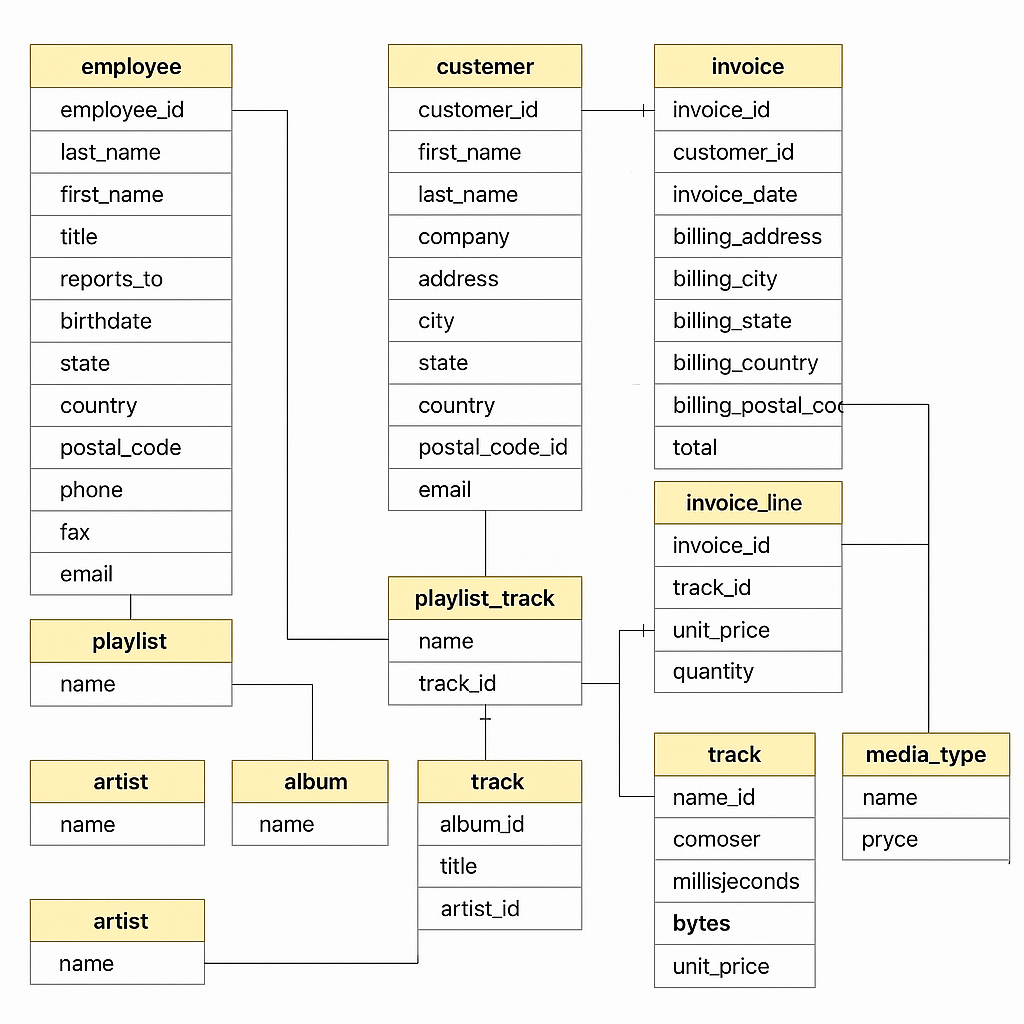 employee
employee_id
last_name
first_name
title
reports_to
birthdate
state
country
postal_code
phone
fax
email
custemer
customer_id
first_name
last_name
company
address
city
state
country
postal_code_id
email
invoice
invoice_id
customer_id
invoice_date
billing_address
billing_city
billing_state
billing_country
billing_postal_coc
total
invoice_line
invoice_id
track_id
unit_price
quantity
playlist
name
playlist_track
name
track_id
artist
name
album
name
track
album_id
title
artist_id
track
name_id
comoser
millisjeconds
bytes
unit_price
media_type
name
pryce
artist
name